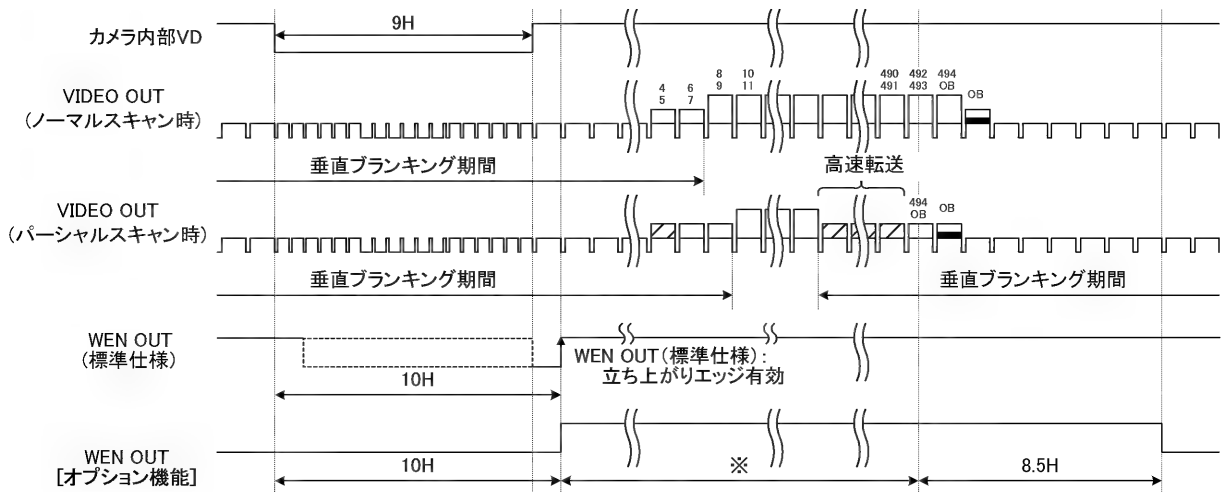 カメラ内部VD
9H
VIDEO OUT
(ノーマルスキャン時)
4
5
6
7
8
9
10
11
490
491
492
493
494
OB
OB
垂直ブランキング期間
高速転送
VIDEO OUT
(パーシャルスキャン時)
494
OB
OB
垂直ブランキング期間
垂直ブランキング期間
WEN OUT
(標準仕様)
WEN OUT(標準仕様):
立ち上がりエッジ有効
10H
WEN OUT
[オプション機能]
10H
※
8.5H